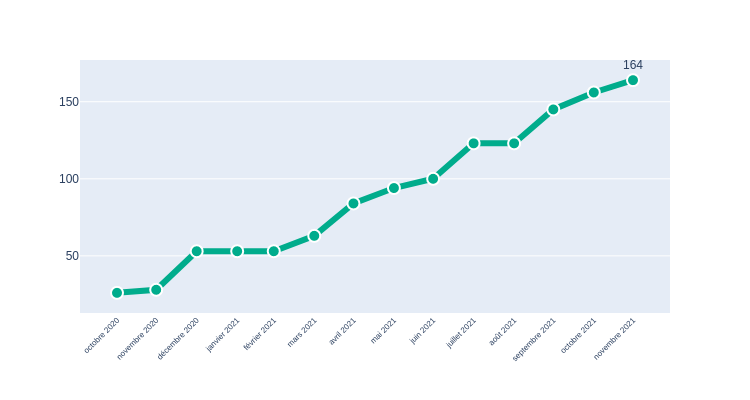 164
150
100
50
octobre 2020
novembre 2020
décembre 2020
janvier 2021
février 2021
mars 2021
avril 2021
mai 2021
juin 2021
juillet 2021
août 2021
septembre 2021
octobre 2021
novembre 2021